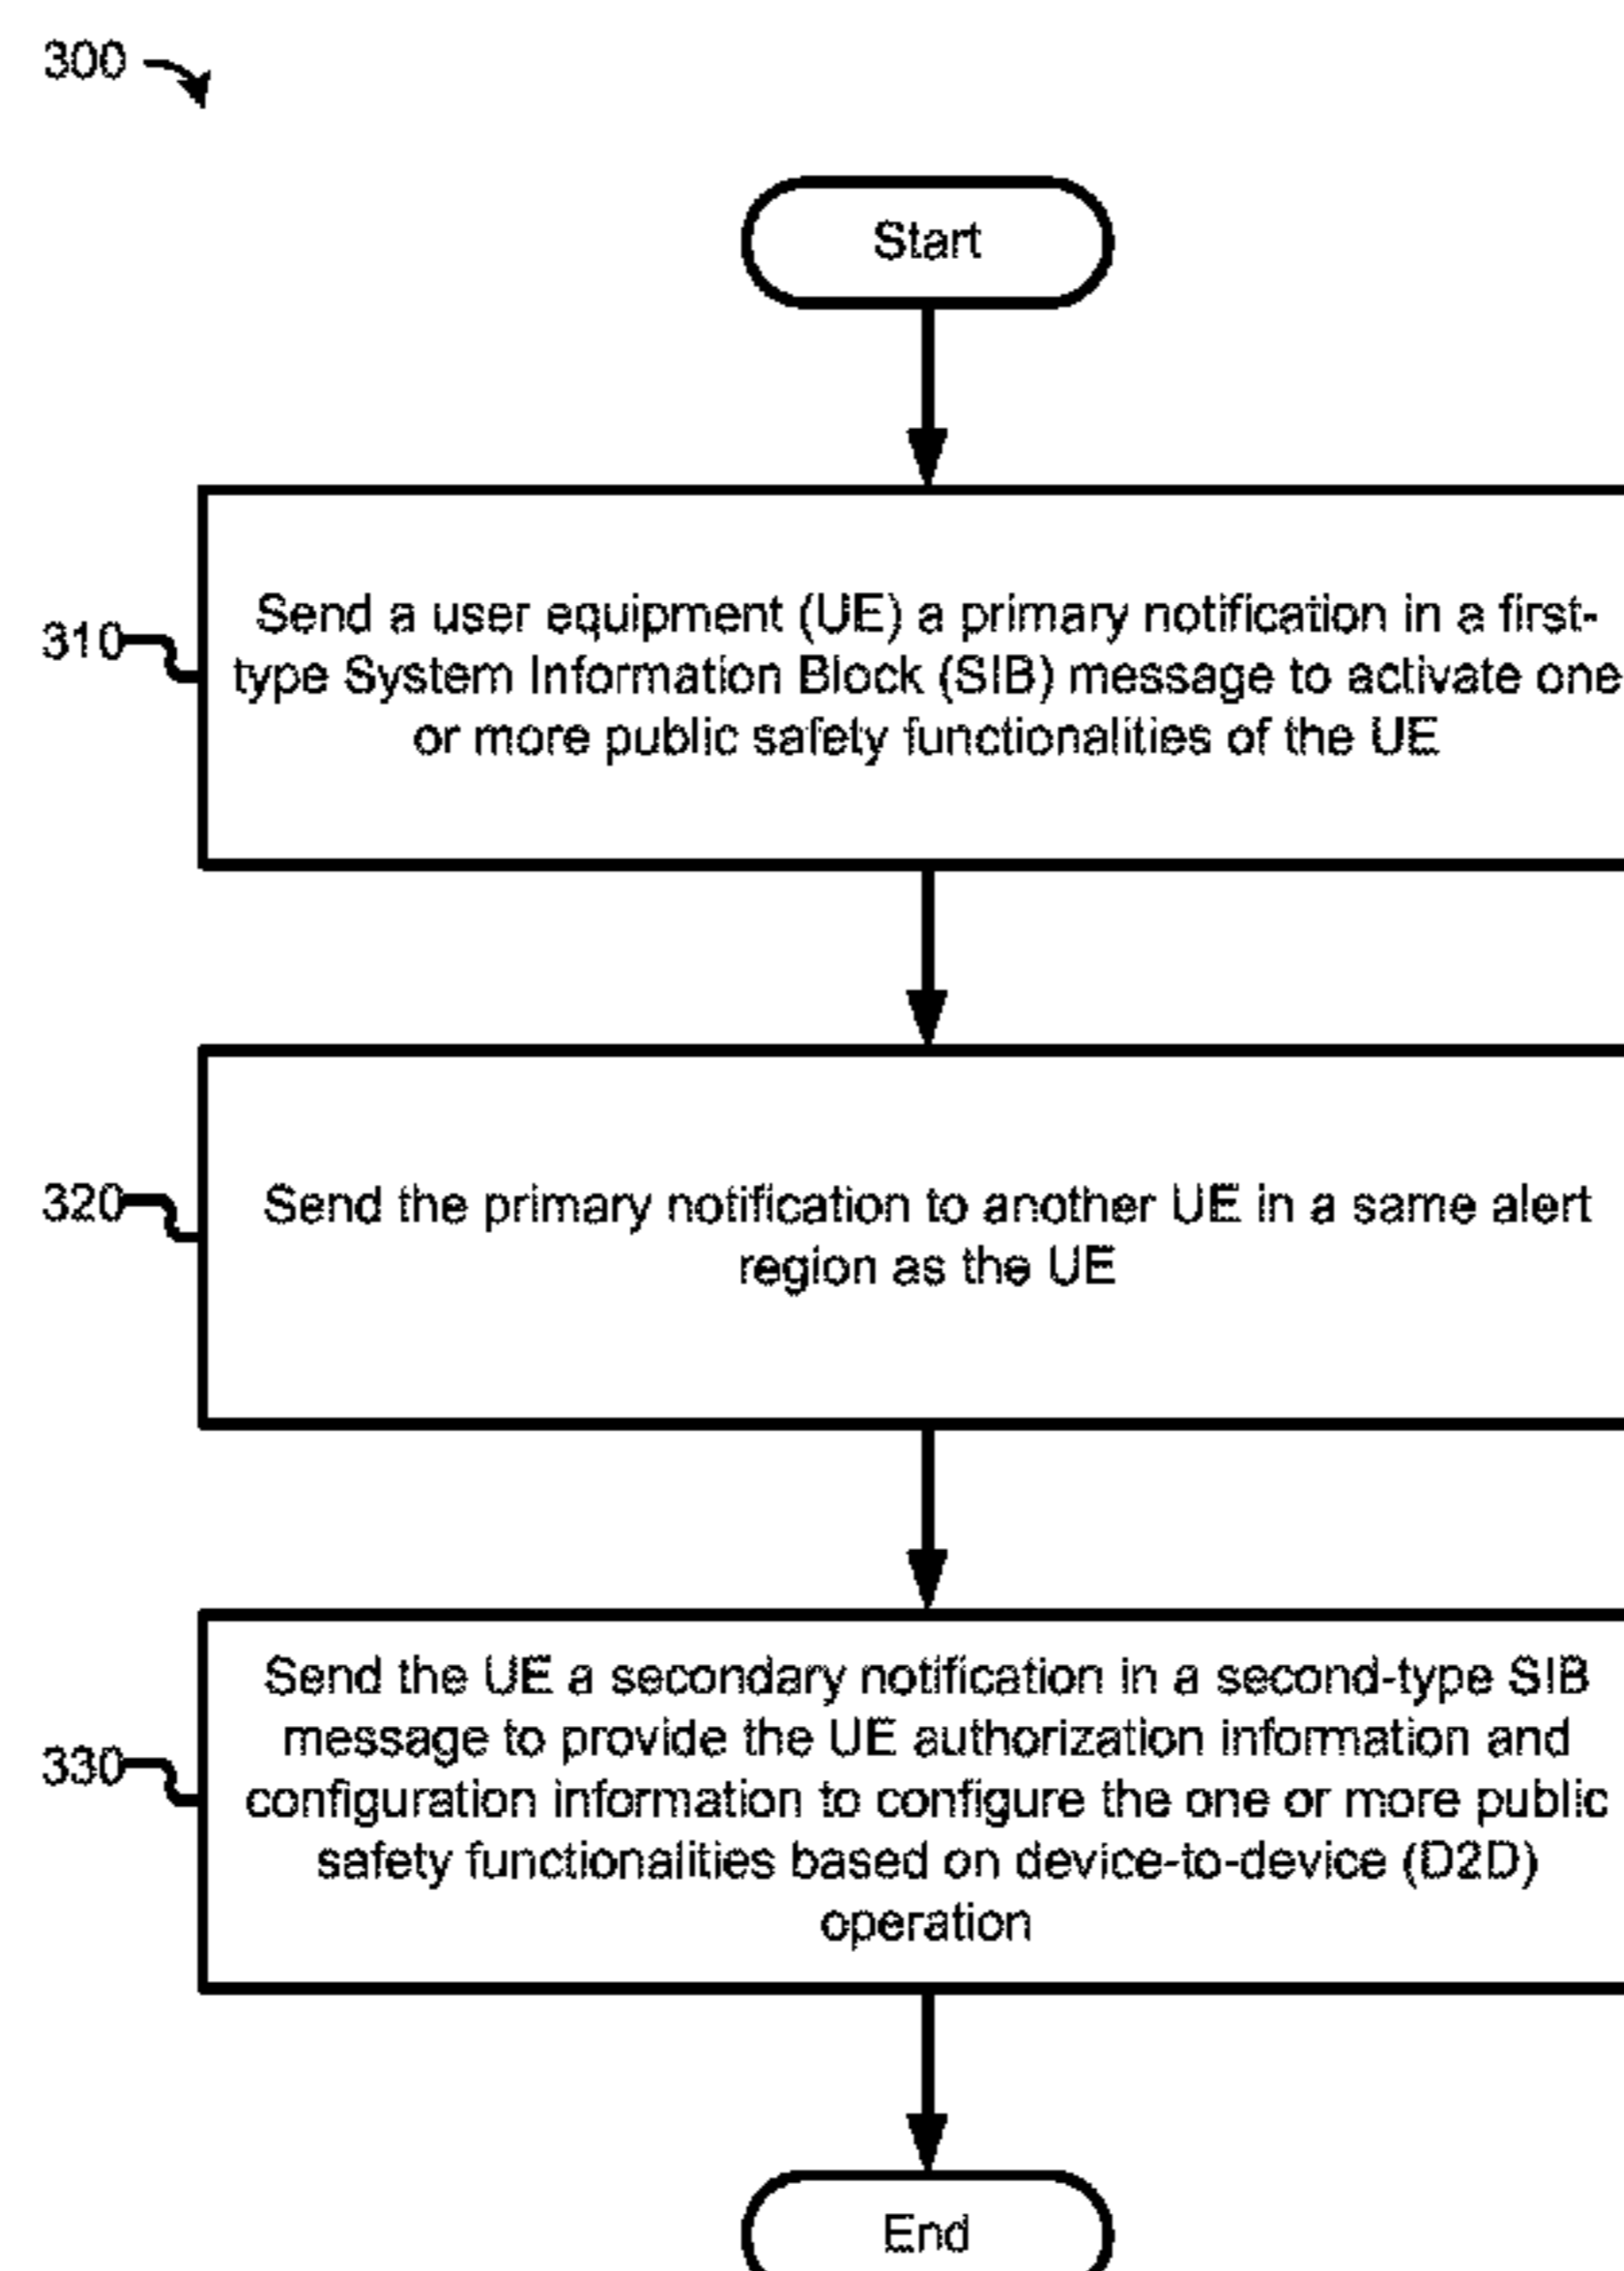 300
Start
310
Send a user equipment (UE) a primary notification in a first-
type System Information Block (SIB) message to activate one
or more public safety functionalities of the UE
320
Send the primary notification to another UE in a same alert
region as the UE
330
Send the UE a secondary notification in a second-type SIB
message to provide the UE authorization information and
configuration information to configure the one or more public
safety functionalities based on device-to-device (D2D)
operation
End